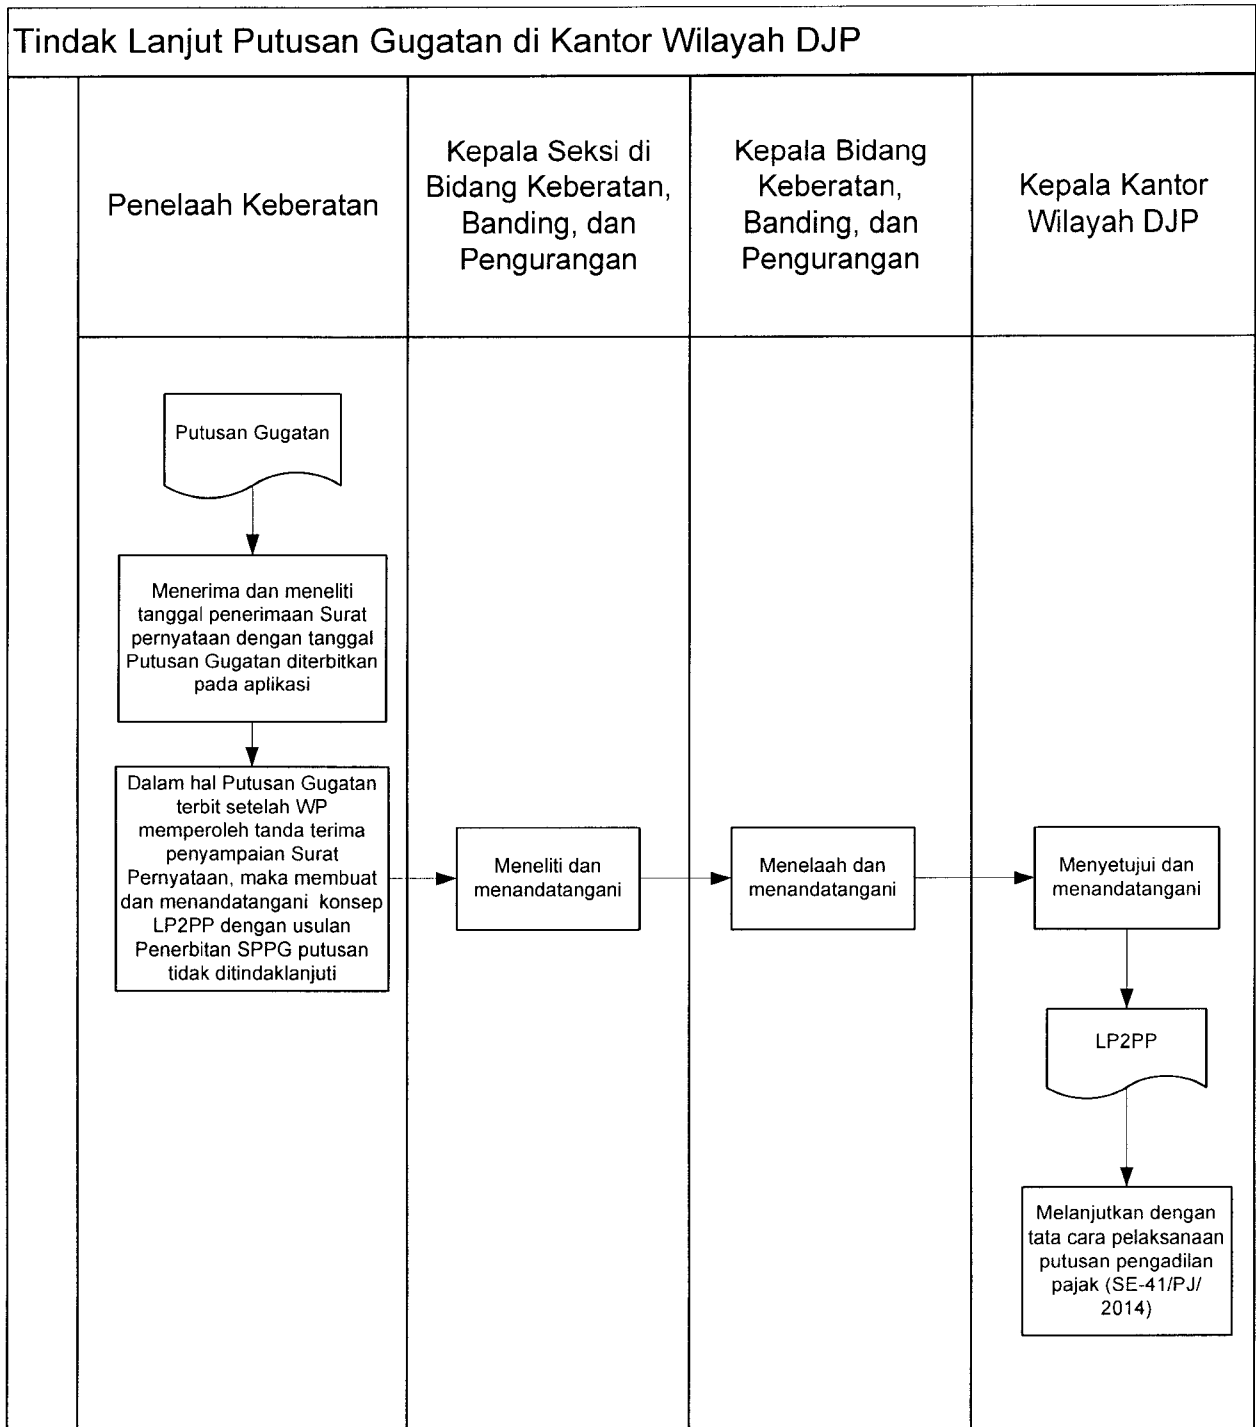 Tindak Lanjut Putusan Gugatan di Kantor Wilayah DJP
Penelaah Keberatan
Kepala Seksi di
Bidang Keberatan,
Banding, dan
Pengurangan
Kepala Bidang
Keberatan,
Banding, dan
Pengurangan
Kepala Kantor
Wilayah DJP
Putusan Gugatan
Menerima dan meneliti
tanggal penerimaan Surat
pernyataan dengan tanggal
Putusan Gugatan diterbitkan
pada aplikasi
Dalam hal Putusan Gugatan
terbit setelah WP
memperoleh tanda terima
penyampaian Surat
Pernyataan, maka membuat
dan menandatangani konsep
LP2PP dengan usulan
Penerbitan SPPG putusan
tidak ditindaklanjuti
Meneliti dan
menandatangani
Menelaah dan
menandatangani
Menyetujui dan
menandatangani
LP2PP
Melanjutkan dengan
tata cara pelaksanaan
putusan pengadilan
pajak (SE-41/PJ/
2014)